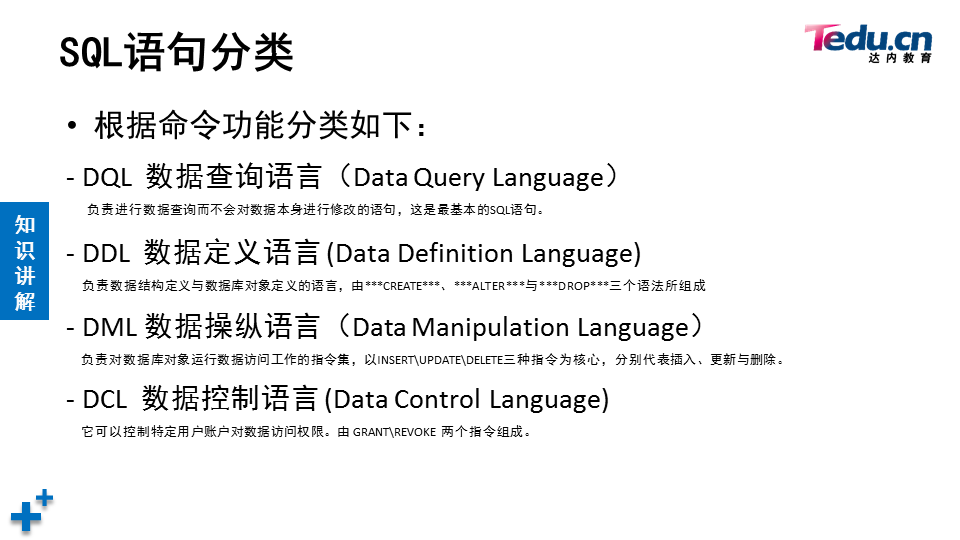 SQL语句分类
Tedu.cn
达内教育
• 根据命令功能分类如下：
- DQL 数据查询语言（Data Query Language）
负责进行数据查询而不会对数据本身进行修改的语句，这是最基本的SQL语句。
知识讲解
- DDL 数据定义语言 (Data Definition Language)
负责数据结构定义与数据库对象定义的语言，由***CREATE***、***ALTER***与***DROP***三个语法所组成
- DML 数据操纵语言（Data Manipulation Language）
负责对数据库对象运行数据访问工作的指令集，以INSERT\UPDATE\DELETE三种指令为核心，分别代表插入、更新与删除。
- DCL 数据控制语言 (Data Control Language)
它可以控制特定用户账户对数据访问权限。由 GRANT\REVOKE 两个指令组成。